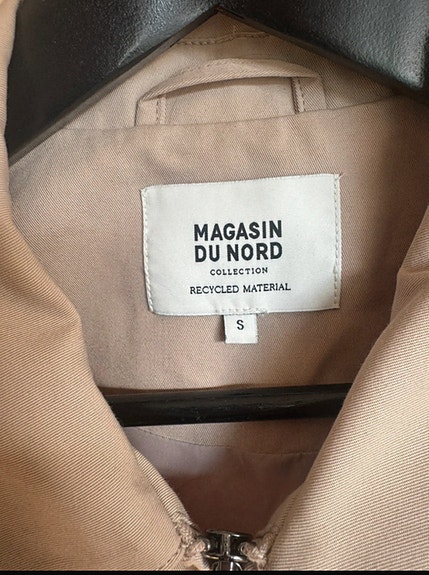 MAGASIN
DU NORD
COLLECTION
RECYCLED MATERIAL
S